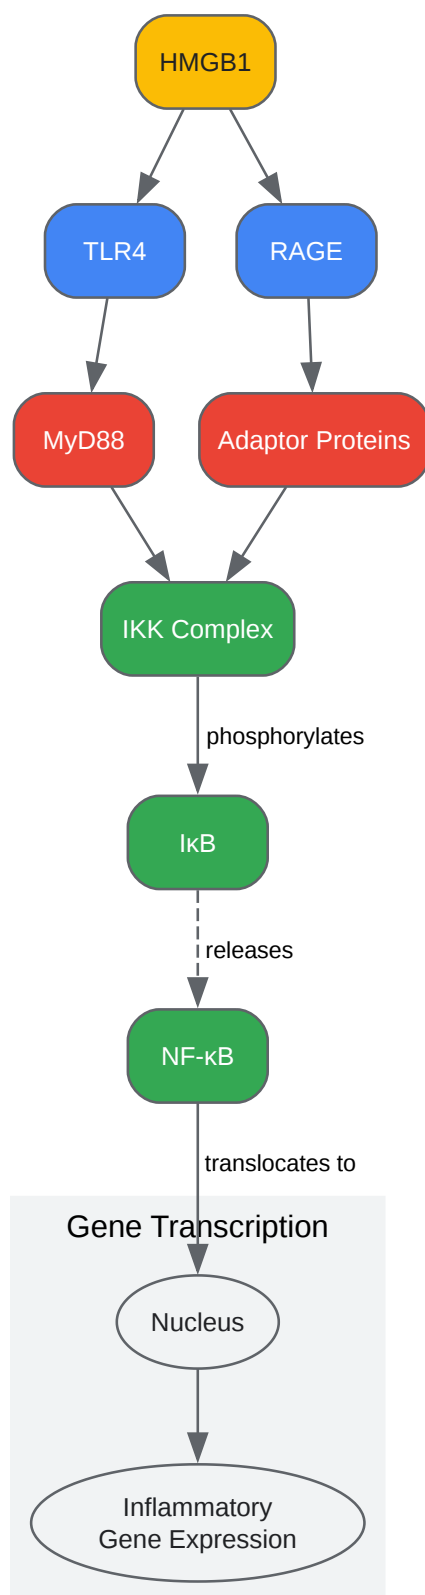 HMGB1
TLR4
RAGE
MyD88
Adaptor Proteins
IKK Complex
phosphorylates
IκB
releases
NF-κB
translocates to
Gene Transcription
Nucleus
Inflammatory
Gene Expression